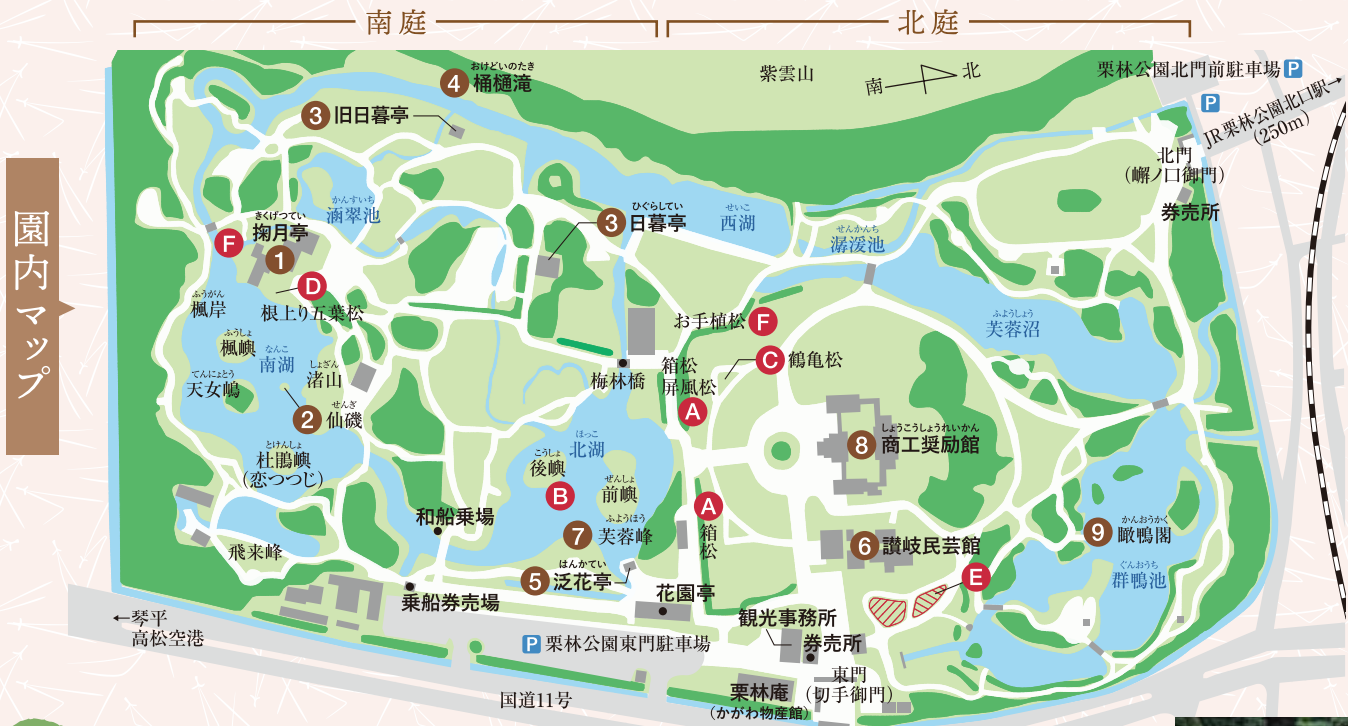 南庭
北庭
園内マップ
おけどいのたき
4 桶樋滝
紫雲山
南
北
栗林公園北門前駐車場 P
P
JR栗林公園北口駅→
(250m)
3 旧日暮亭
北門
(嶰ノ口御門)
券売所
かんすいち
涵翠池
ひぐらしてい
3 日暮亭
せいこ
西湖
せんかんち
潺湲池
きくげつてい
掬月亭
F
1
D
根上り五葉松
ふうがん
楓岸
ふうしょ
楓嶼
なんこ
南湖
てんにょとう
天女嶋
しょざん
渚山
せんぎ
2 仙磯
とけんしょ
杜鵑嶼
(恋つつじ)
お手植松 F
ふようしょう
芙蓉沼
C 鶴亀松
箱松
屏風松
A
梅林橋
ほっこ
北湖
こうしょ
後嶼
B
ぜんしょ
前嶼
ふようほう
7 芙蓉峰
しょうこうしょうれいかん
8 商工奨励館
A
箱松
6 讃岐民芸館
E
かんおうかく
9 瞰鴨閣
ぐんおうち
群鴨池
和船乗場
飛来峰
はんかてい
5 泛花亭
乗船券売場
花園亭
観光事務所
券売所
←琴平
高松空港
P 栗林公園東門駐車場
東門
(切手御門)
国道11号
栗林庵
(かがわ物産館)